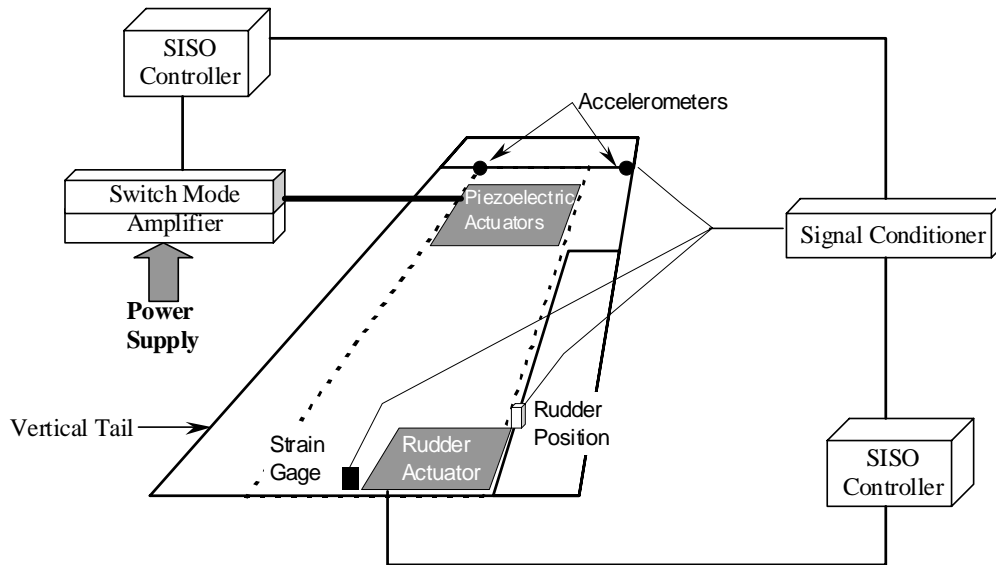 SISO
Controller
Accelerometers
Switch Mode
Amplifier
Piezoelectric
Actuators
Signal Conditioner
Power
Supply
Vertical Tail
Strain
Gage
Rudder
Actuator
Rudder
Position
SISO
Controller